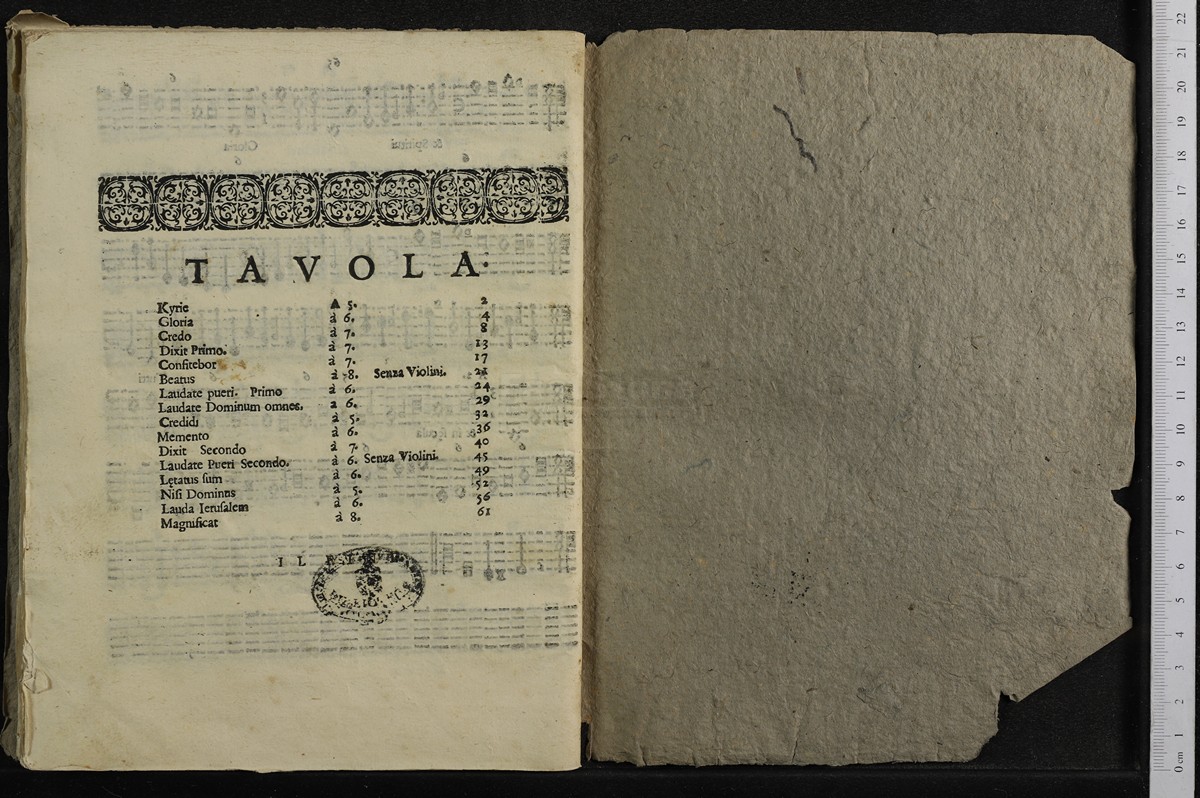 TAVOLA.
Kyrie A 5. 2
Gloria à 6. 4
Credo à 7. 8
Dixit Primo. à 7. 13
Confitebor à 7. 17
Beatus à 8. Senza Violini. 21
Laudate pueri. Primo à 6. 24
Laudate Dominum omnes. a 6. 29
Credidi à 5. 32
Memento à 6. 36
Dixit Secondo à 7. 40
Laudate Pueri Secondo. à 6. Senza Violini. 45
Lętatus ſum à 6. 49
Niſi Dominus à 5. 52
Lauda Ieruſalem à 6. 56
Magnificat à 8. 61
IL